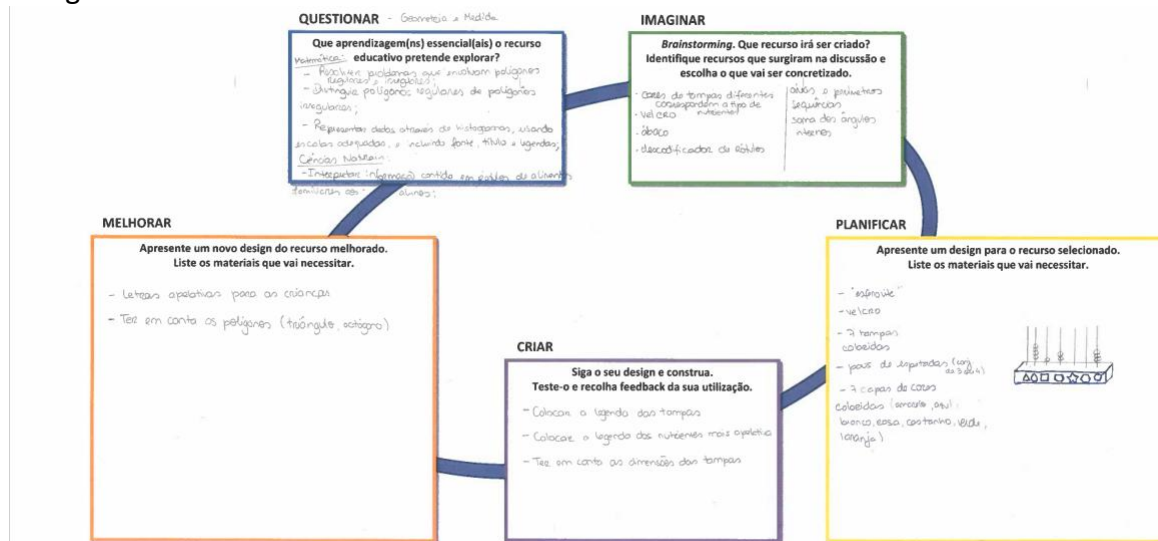 QUESTIONAR - Geometria e Medida
Que aprendizagem(ns) essencial(ais) o recurso
educativo pretende explorar?
Matemática:
- Resolver problemas que envolvam polígonos
regulares e irregulares;
- Distinguir polígonos regulares de polígonos
irregulares;
- Representar dados através de histogramas, usando
escalas adequadas, e incluindo fonte, título e legendas;
Ciências Naturais:
- Interpretar informação contida em rótulos de alimentos
familiares aos alunos;
IMAGINAR
Brainstorming. Que recurso irá ser criado?
Identifique recursos que surgiram na discussão e
escolha o que vai ser concretizado.
- cores de tampas diferentes
correspondem a tipo de
nutrientes
- velcro
- ábaco
- descodificador de rótulos
áreas e perímetros
sequências
soma dos ângulos
internos
PLANIFICAR
Apresente um design para o recurso selecionado.
Liste os materiais que vai necessitar.
- "esferovite"
- velcro
- 7 tampas
coloridas
- paus de espetadas
- 7 capas de cores
coloridas (amarelo, azul,
branco, rosa, castanho, verde,
laranja)
CRIAR
Siga o seu design e construa.
Teste-o e recolha feedback da sua utilização.
- Colocar a legenda das tampas
- Colocar a legenda dos nutrientes mais apelativa
- Ter em conta as dimensões das tampas
MELHORAR
Apresente um novo design do recurso melhorado.
Liste os materiais que vai necessitar.
- Letras apelativas para as crianças
- Ter em conta os polígonos (triângulo, octógono)